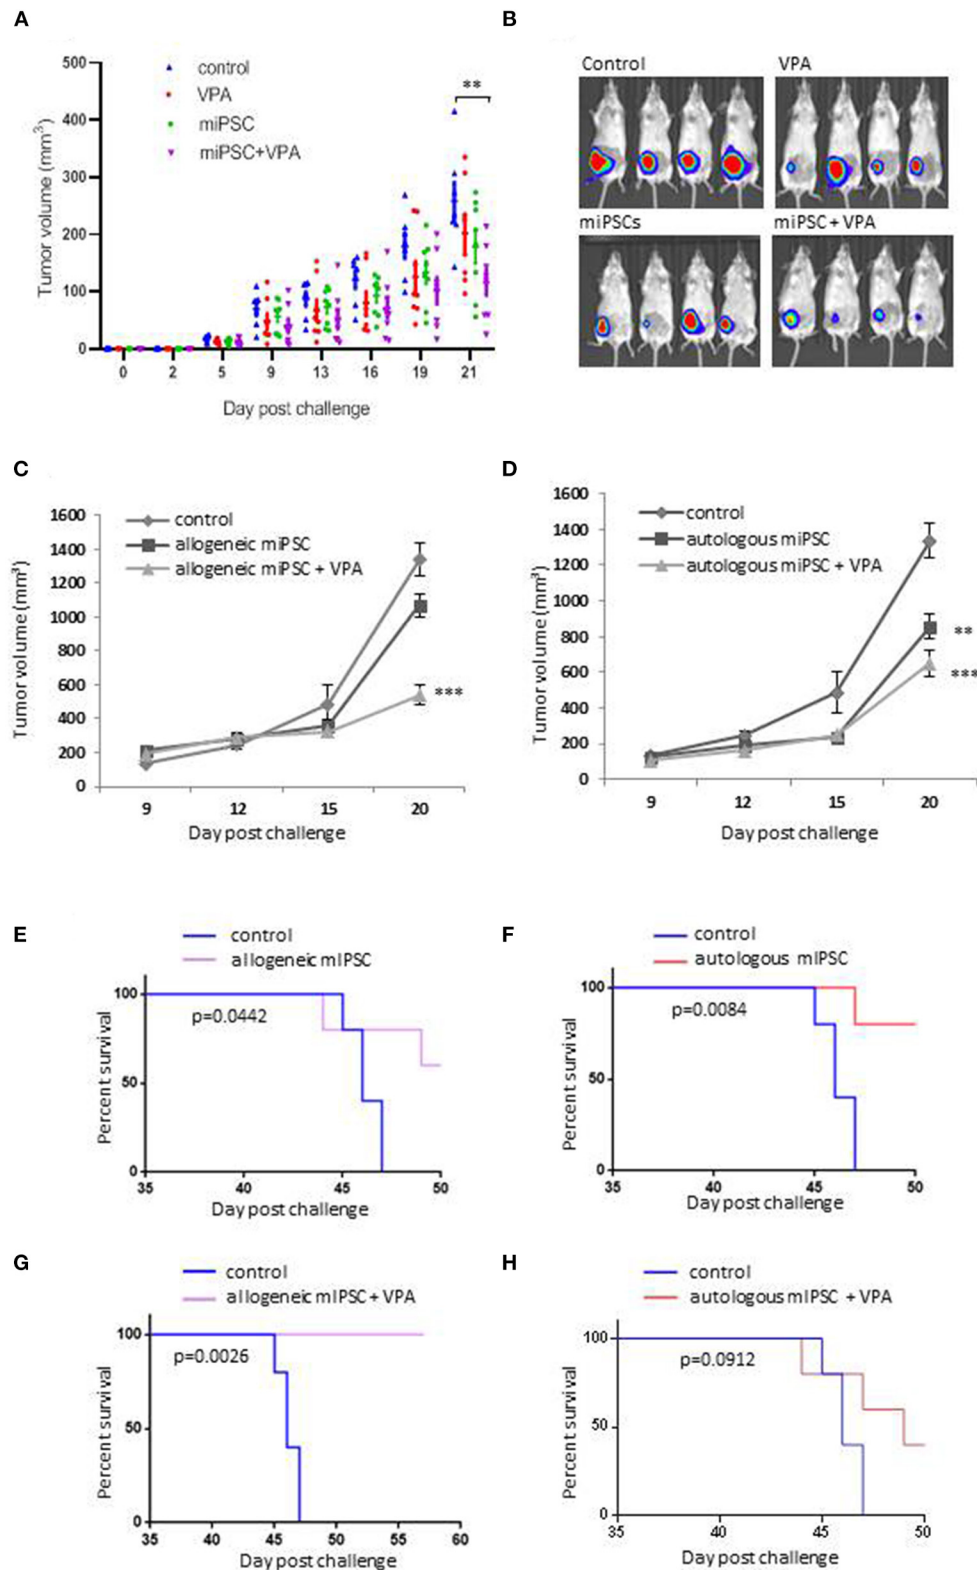 A
500
400
300
200
100
0
Tumor volume (mm³)
control
VPA
miPSC
miPSC+VPA
**
0 2 5 9 13 16 19 21
Day post challenge
B
Control VPA
miPSCs miPSC + VPA
C
control
allogeneic miPSC
allogeneic miPSC + VPA
1600
1400
1200
1000
800
600
400
200
0
Tumor volume (mm³)
***
9 12 15 20
Day post challenge
D
control
autologous miPSC
autologous miPSC + VPA
1600
1400
1200
1000
800
600
400
200
0
Tumor volume (mm³)
**
***
9 12 15 20
Day post challenge
E
control
allogeneic mIPSC
100
50
0
Percent survival
p=0.0442
35 40 45 50
Day post challenge
F
control
autologous mIPSC
100
50
0
Percent survival
p=0.0084
35 40 45 50
Day post challenge
G
control
allogeneic mIPSC + VPA
100
50
0
Percent survival
p=0.0026
35 40 45 50 55 60
Day post challenge
H
control
autologous mIPSC + VPA
100
50
0
Percent survival
p=0.0912
35 40 45 50
Day post challenge